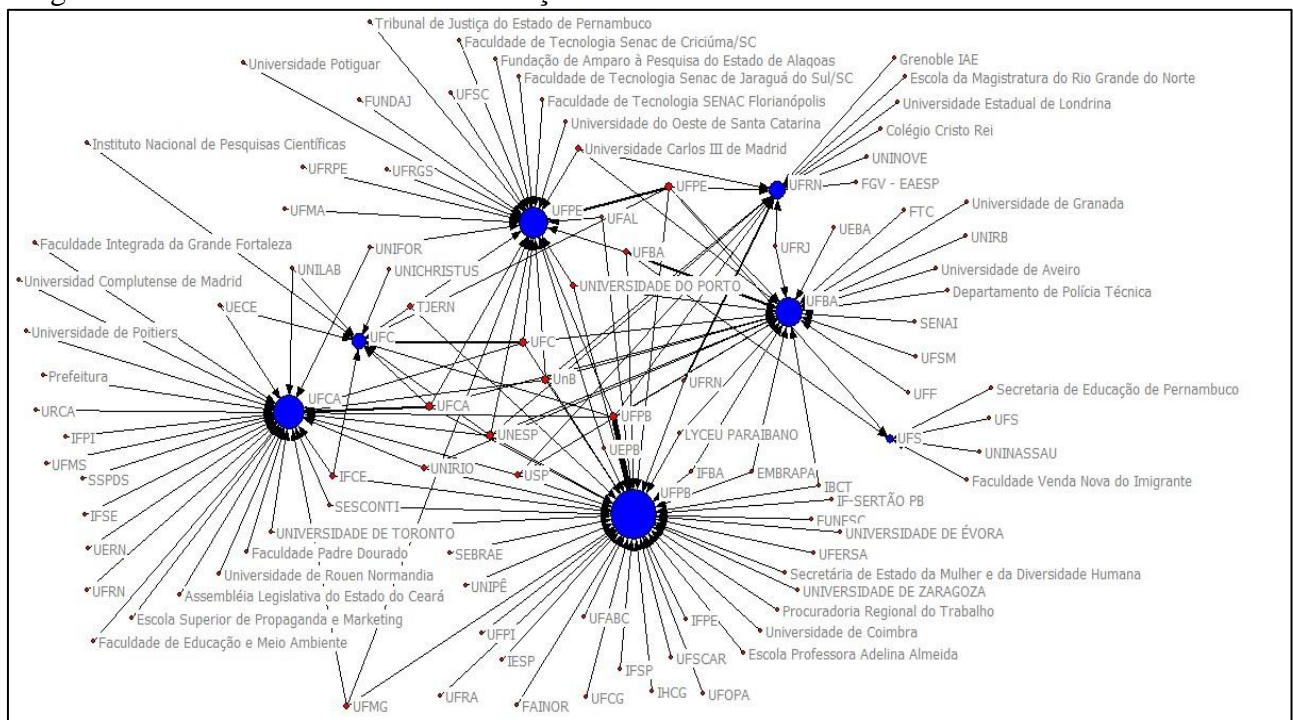 Tribunal de Justiça do Estado de Pernambuco
Faculdade de Tecnologia Senac de Criciúma/SC
Universidade Potiguar
Fundação de Amparo à Pesquisa do Estado de Alagoas
Grenoble IAE
Faculdade de Tecnologia Senac de Jaraguá do Sul/SC
Escola da Magistratura do Rio Grande do Norte
FUNDAJ
UFSC
Faculdade de Tecnologia SENAC Florianópolis
Universidade Estadual de Londrina
Universidade do Oeste de Santa Catarina
Colégio Cristo Rei
Instituto Nacional de Pesquisas Científicas
Universidade Carlos III de Madrid
UNINOVE
UFRPE
UFRGS
UFPE
UFRN
FGV - EAESP
UFMA
UFPE
UFAL
FTC
Universidade de Granada
UEBA
UNIRB
Faculdade Integrada da Grande Fortaleza
UNIFOR
UFBA
UFRJ
UNILAB
UNICHRISTUS
Universidade de Aveiro
Universidad Complutense de Madrid
UNIVERSIDADE DO PORTO
Departamento de Polícia Técnica
UECE
TJERN
UFBA
SENAI
Universidade de Poitiers
UFC
UFC
UFSM
Prefeitura
UnB
UFRN
UFF
Secretaria de Educação de Pernambuco
UFCA
UFCA
URCA
UFPB
UFS
IFPI
UNESP
LYCEU PARAIBANO
UFS
UEPB
UNINASSAU
UFMS
UNIRIO
USP
IFBA
EMBRAPA
SSPDS
IFCE
Faculdade Venda Nova do Imigrante
IBCT
UFPB
IF-SERTÃO PB
SESCONTI
IFSE
FUNESC
UNIVERSIDADE DE TORONTO
UNIVERSIDADE DE ÉVORA
UERN
Faculdade Padre Dourado
SEBRAE
UFERSA
Universidade de Rouen Normandia
Secretária de Estado da Mulher e da Diversidade Humana
UFRN
Assembléia Legislativa do Estado do Ceará
UNIPÊ
UNIVERSIDADE DE ZARAGOZA
Procuradoria Regional do Trabalho
Escola Superior de Propaganda e Marketing
UFABC
IFPE
UFPI
Universidade de Coimbra
Faculdade de Educação e Meio Ambiente
IESP
UFSCAR
Escola Professora Adelina Almeida
IFSP
UFRA
UFCG
IHCG
UFOPA
UFMG
FAINOR